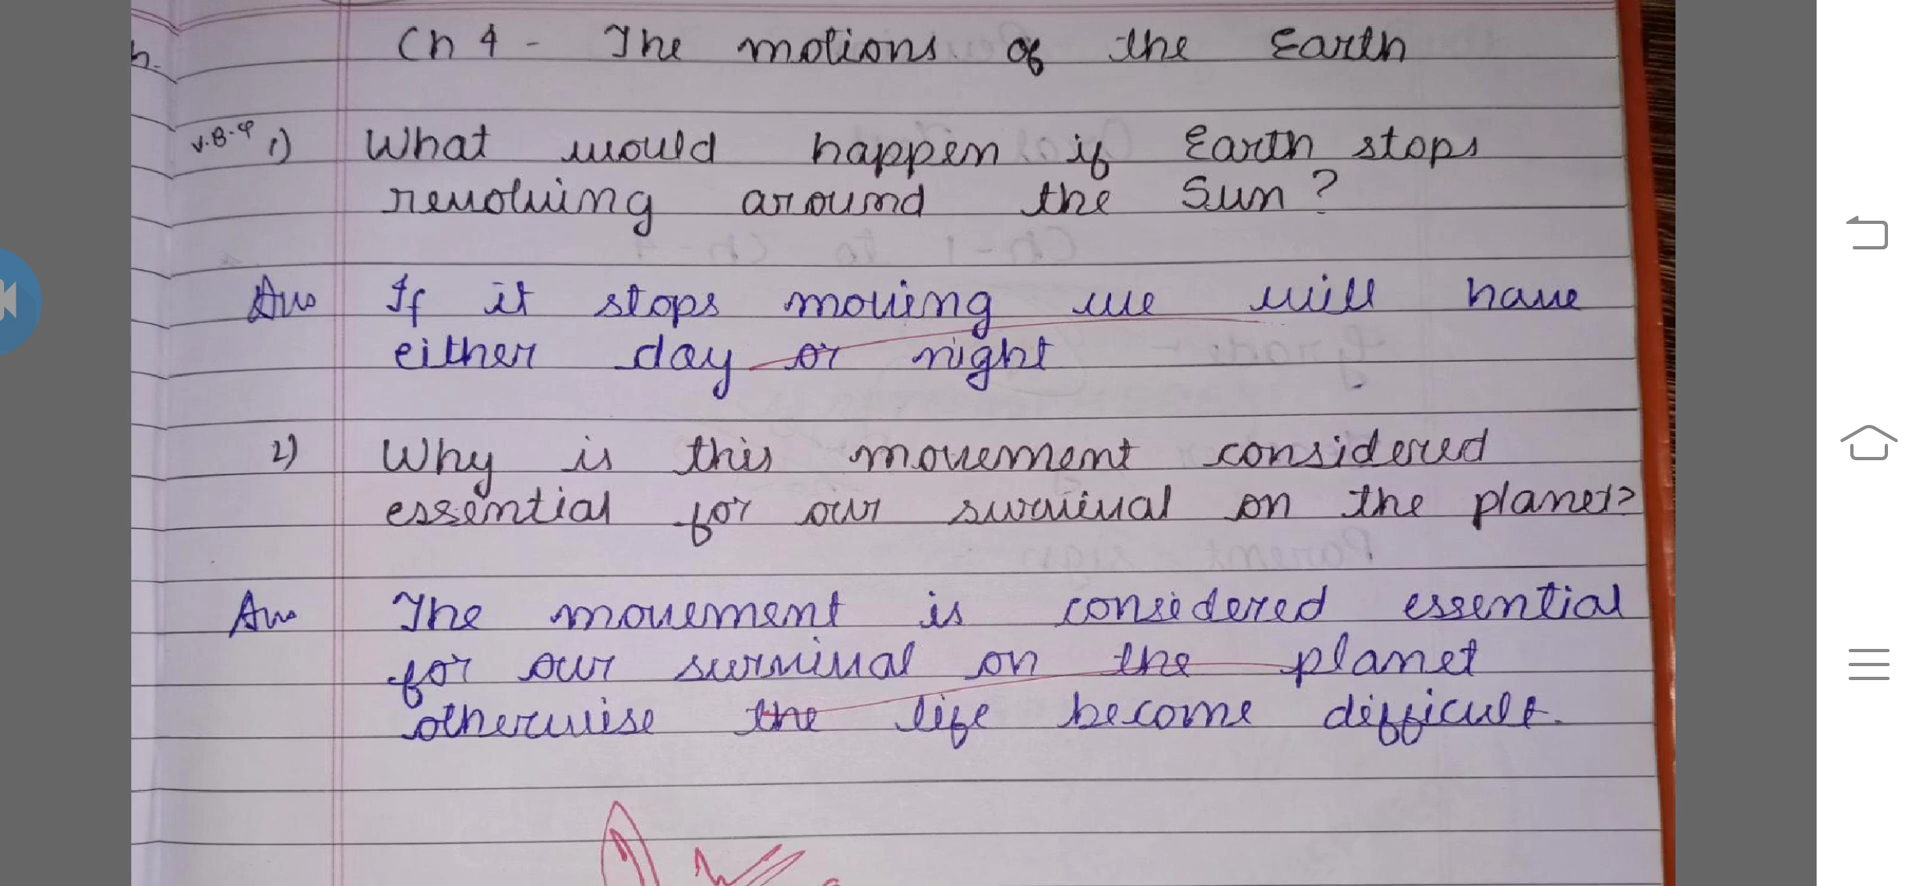 Ch 4 - The motions of the Earth
V.B.Q 1) What would happen if Earth stops
revolving around the Sun?
Ans If it stops moving we will have
either day or night
2) Why is this movement considered
essential for our survival on the planet?
Ans The movement is considered essential
for our survival on the planet
otherwise the life become difficult.